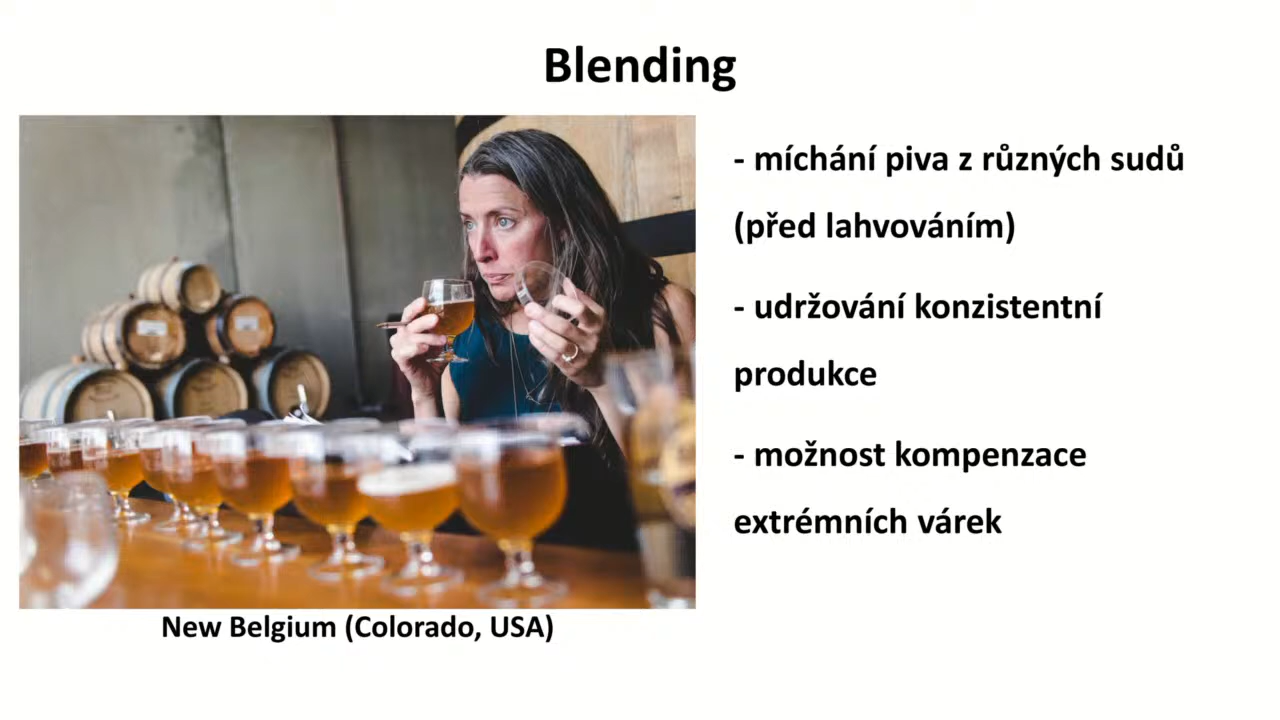 Blending
- míchání piva z různých sudů
(před lahvováním)
- udržování konzistentní
produkce
- možnost kompenzace
extrémních várek
New Belgium (Colorado, USA)